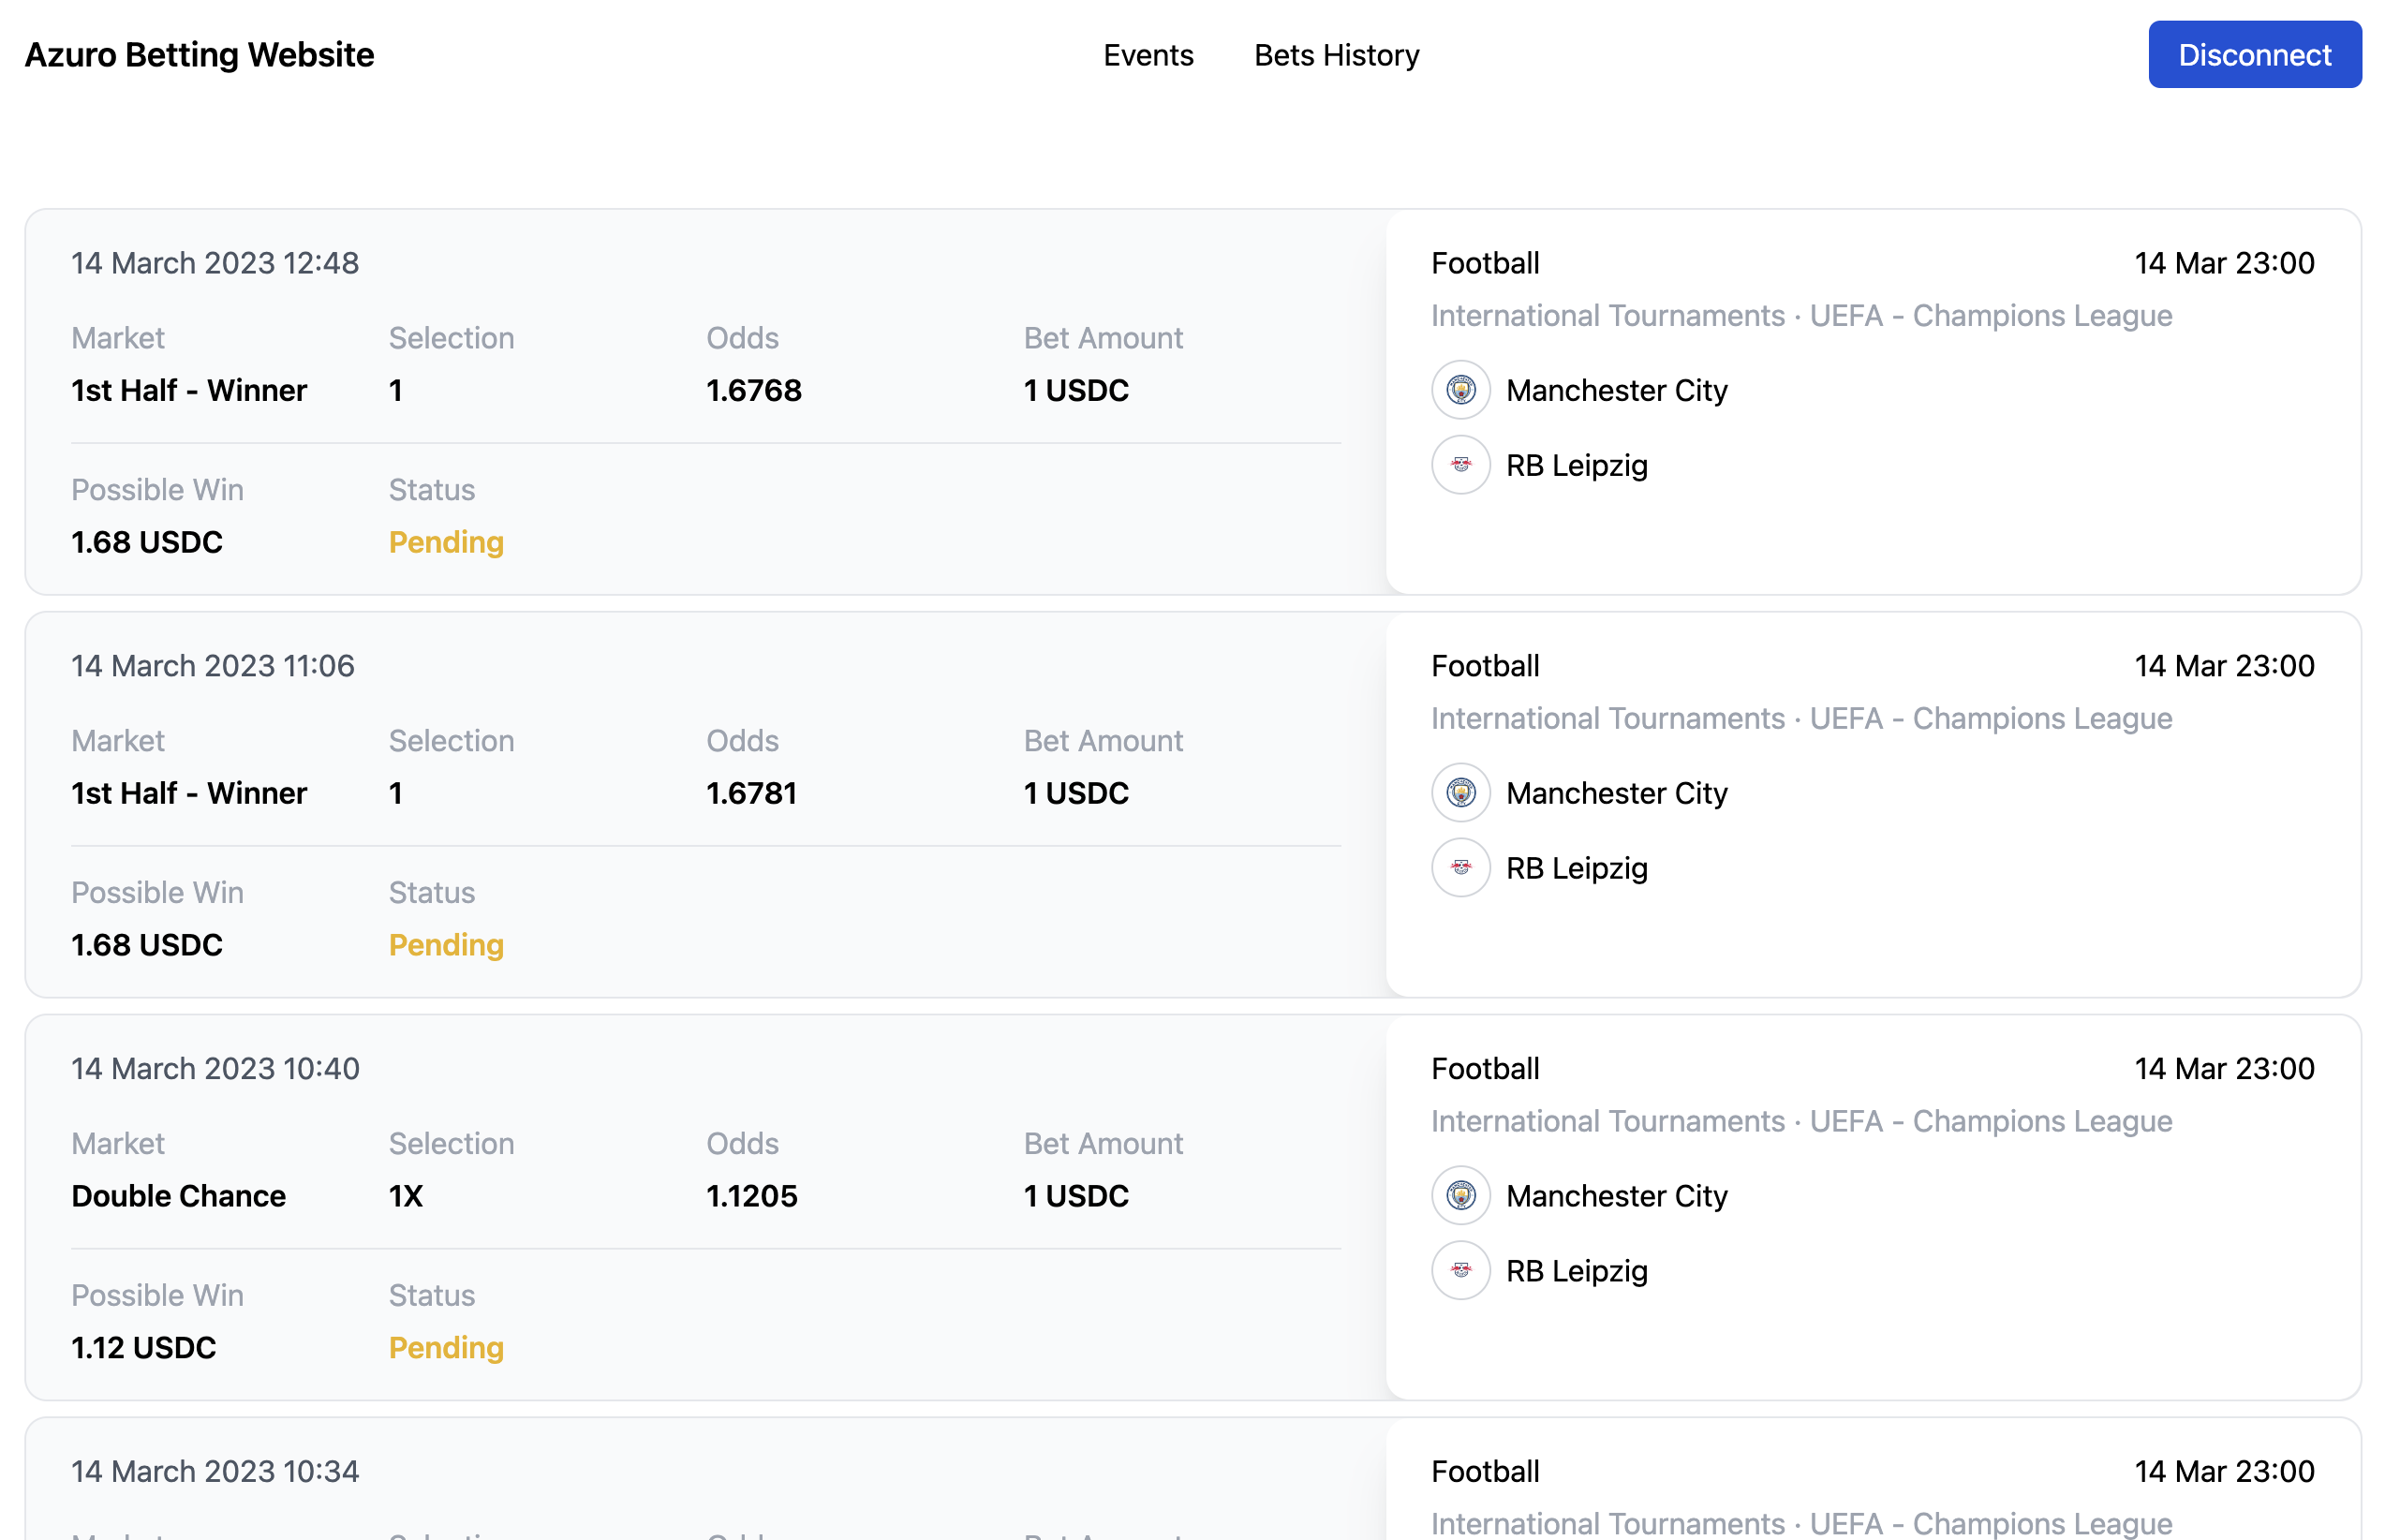 Azuro Betting Website
Events
Bets History
Disconnect
14 March 2023 12:48
Market Selection Odds Bet Amount
1st Half - Winner 1 1.6768 1 USDC
Possible Win Status
1.68 USDC Pending
Football 14 Mar 23:00
International Tournaments · UEFA - Champions League
Manchester City
RB Leipzig
14 March 2023 11:06
Market Selection Odds Bet Amount
1st Half - Winner 1 1.6781 1 USDC
Possible Win Status
1.68 USDC Pending
Football 14 Mar 23:00
International Tournaments · UEFA - Champions League
Manchester City
RB Leipzig
14 March 2023 10:40
Market Selection Odds Bet Amount
Double Chance 1X 1.1205 1 USDC
Possible Win Status
1.12 USDC Pending
Football 14 Mar 23:00
International Tournaments · UEFA - Champions League
Manchester City
RB Leipzig
14 March 2023 10:34
Football 14 Mar 23:00
International Tournaments · UEFA - Champions League